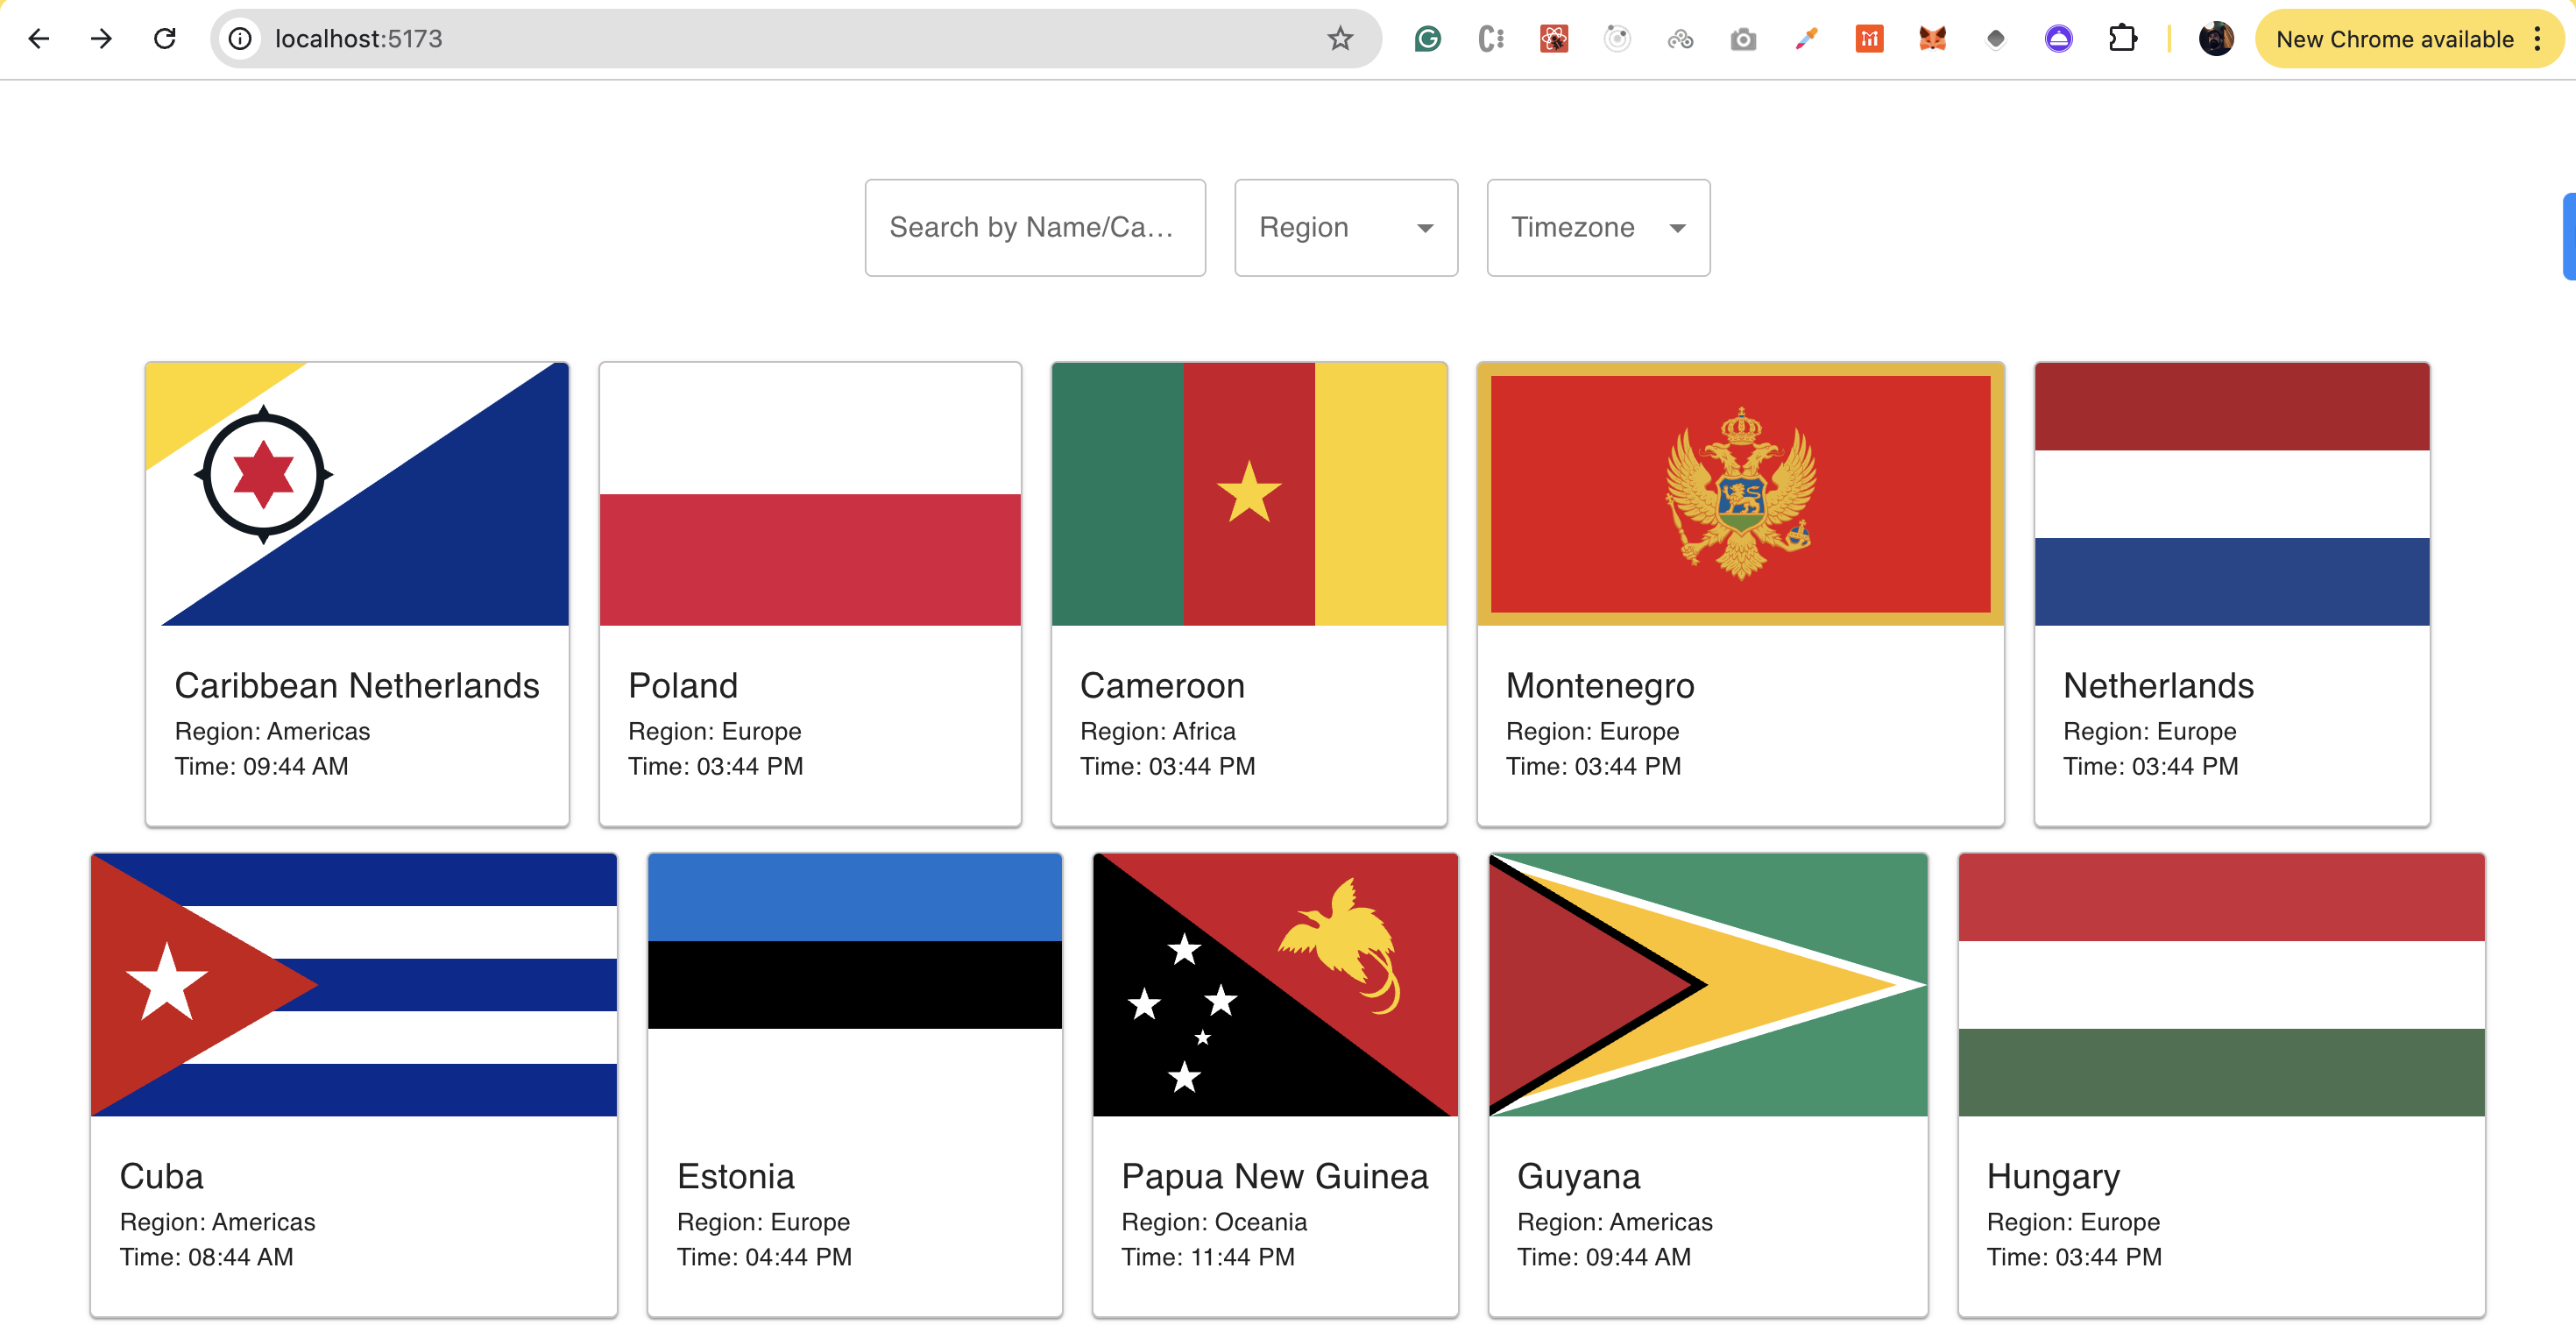 localhost:5173
New Chrome available
Search by Name/Ca...
Region
Timezone
Caribbean Netherlands
Region: Americas
Time: 09:44 AM
Poland
Region: Europe
Time: 03:44 PM
Cameroon
Region: Africa
Time: 03:44 PM
Montenegro
Region: Europe
Time: 03:44 PM
Netherlands
Region: Europe
Time: 03:44 PM
Cuba
Region: Americas
Time: 08:44 AM
Estonia
Region: Europe
Time: 04:44 PM
Papua New Guinea
Region: Oceania
Time: 11:44 PM
Guyana
Region: Americas
Time: 09:44 AM
Hungary
Region: Europe
Time: 03:44 PM